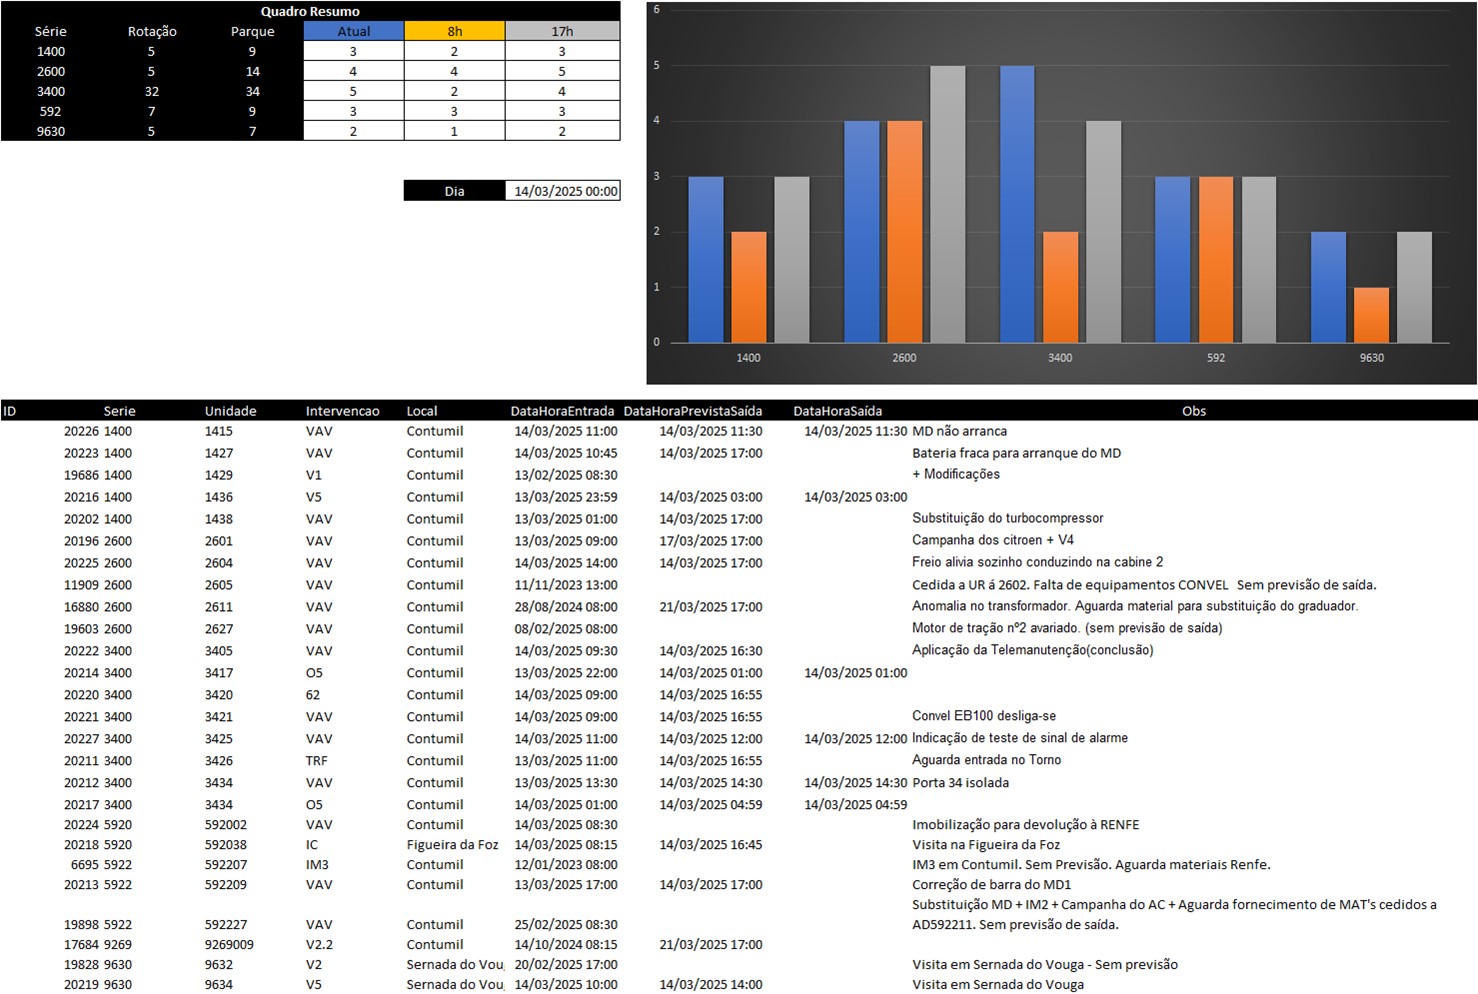 Quadro Resumo
Série Rotação Parque Atual 8h 17h
1400 5 9 3 2 3
2600 5 14 4 4 5
3400 32 34 5 2 4
592 7 9 3 3 3
9630 5 7 2 1 2
Dia 14/03/2025 00:00
6
5
4
3
2
1
0
1400 2600 3400 592 9630
ID Serie Unidade Intervencao Local DataHoraEntrada DataHoraPrevistaSaída DataHoraSaída Obs
20226 1400 1415 VAV Contumil 14/03/2025 11:00 14/03/2025 11:30 14/03/2025 11:30 MD não arranca
20223 1400 1427 VAV Contumil 14/03/2025 10:45 14/03/2025 17:00 Bateria fraca para arranque do MD
19686 1400 1429 V1 Contumil 13/02/2025 08:30 + Modificações
20216 1400 1436 V5 Contumil 13/03/2025 23:59 14/03/2025 03:00 14/03/2025 03:00
20202 1400 1438 VAV Contumil 13/03/2025 01:00 14/03/2025 17:00 Substituição do turbocompressor
20196 2600 2601 VAV Contumil 13/03/2025 09:00 17/03/2025 17:00 Campanha dos citroen + V4
20225 2600 2604 VAV Contumil 14/03/2025 14:00 14/03/2025 17:00 Freio alivia sozinho conduzindo na cabine 2
11909 2600 2605 VAV Contumil 11/11/2023 13:00 Cedida a UR á 2602. Falta de equipamentos CONVEL Sem previsão de saída.
16880 2600 2611 VAV Contumil 28/08/2024 08:00 21/03/2025 17:00 Anomalia no transformador. Aguarda material para substituição do graduador.
19603 2600 2627 VAV Contumil 08/02/2025 08:00 Motor de tração nº2 avariado. (sem previsão de saída)
20222 3400 3405 VAV Contumil 14/03/2025 09:30 14/03/2025 16:30 Aplicação da Telemanutenção(conclusão)
20214 3400 3417 O5 Contumil 13/03/2025 22:00 14/03/2025 01:00 14/03/2025 01:00
20220 3400 3420 62 Contumil 14/03/2025 09:00 14/03/2025 16:55
20221 3400 3421 VAV Contumil 14/03/2025 09:00 14/03/2025 16:55 Convel EB100 desliga-se
20227 3400 3425 VAV Contumil 14/03/2025 11:00 14/03/2025 12:00 14/03/2025 12:00 Indicação de teste de sinal de alarme
20211 3400 3426 TRF Contumil 13/03/2025 11:00 14/03/2025 16:55 Aguarda entrada no Torno
20212 3400 3434 VAV Contumil 13/03/2025 13:30 14/03/2025 14:30 14/03/2025 14:30 Porta 34 isolada
20217 3400 3434 O5 Contumil 14/03/2025 01:00 14/03/2025 04:59 14/03/2025 04:59
20224 5920 592002 VAV Contumil 14/03/2025 08:30 Imobilização para devolução à RENFE
20218 5920 592038 IC Figueira da Foz 14/03/2025 08:15 14/03/2025 16:45 Visita na Figueira da Foz
6695 5922 592207 IM3 Contumil 12/01/2023 08:00 IM3 em Contumil. Sem Previsão. Aguarda materiais Renfe.
20213 5922 592209 VAV Contumil 13/03/2025 17:00 14/03/2025 17:00 Correção de barra do MD1
Substituição MD + IM2 + Campanha do AC + Aguarda fornecimento de MAT's cedidos a
19898 5922 592227 VAV Contumil 25/02/2025 08:30 AD592211. Sem previsão de saída.
17684 9269 9269009 V2.2 Contumil 14/10/2024 08:15 21/03/2025 17:00
19828 9630 9632 V2 Sernada do Vou 20/02/2025 17:00 Visita em Sernada do Vouga - Sem previsão
20219 9630 9634 V5 Sernada do Vou 14/03/2025 10:00 14/03/2025 14:00 Visita em Sernada do Vouga